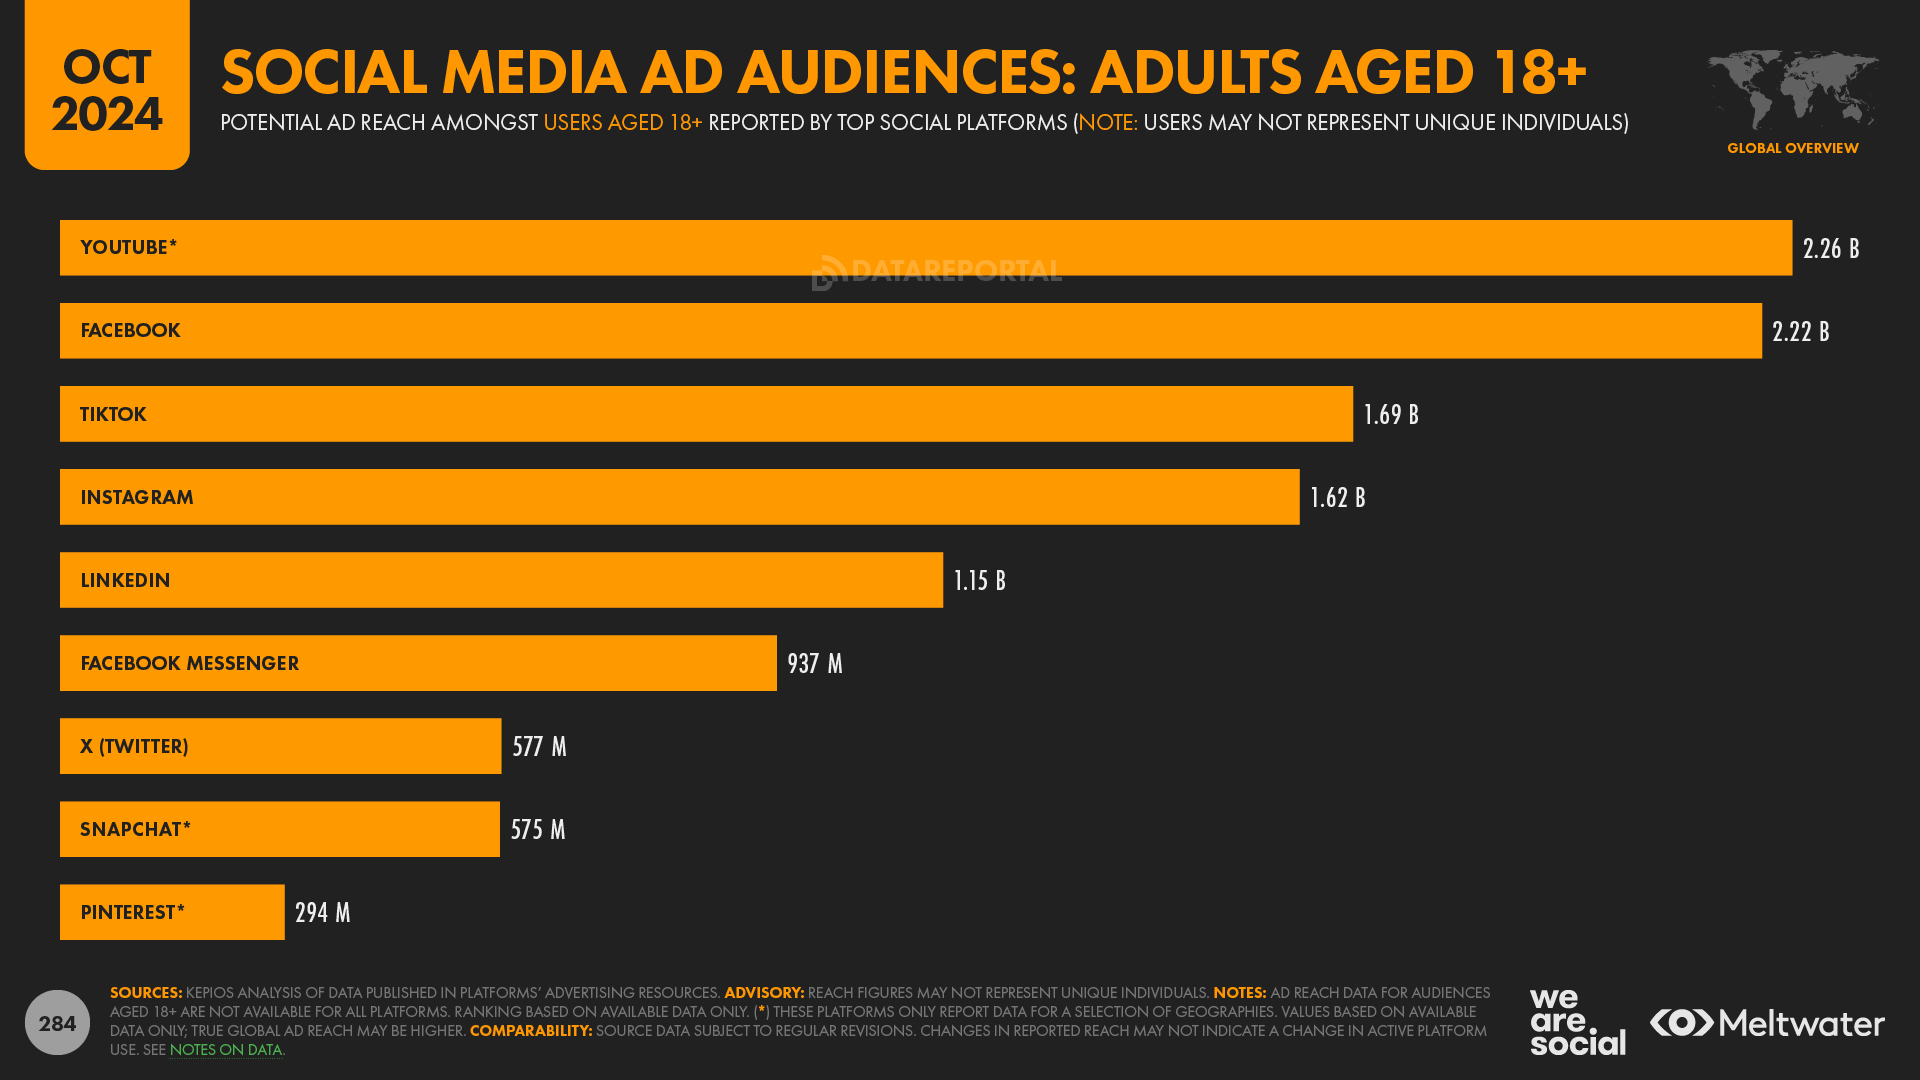 OCT
2024
SOCIAL MEDIA AD AUDIENCES: ADULTS AGED 18+
POTENTIAL AD REACH AMONGST USERS AGED 18+ REPORTED BY TOP SOCIAL PLATFORMS (NOTE: USERS MAY NOT REPRESENT UNIQUE INDIVIDUALS)
GLOBAL OVERVIEW
YOUTUBE* 2.26 B
DATAREPORTAL
FACEBOOK 2.22 B
TIKTOK 1.69 B
INSTAGRAM 1.62 B
LINKEDIN 1.15 B
FACEBOOK MESSENGER 937 M
X (TWITTER) 577 M
SNAPCHAT* 575 M
PINTEREST* 294 M
284
SOURCES: KEPIOS ANALYSIS OF DATA PUBLISHED IN PLATFORMS’ ADVERTISING RESOURCES. ADVISORY: REACH FIGURES MAY NOT REPRESENT UNIQUE INDIVIDUALS. NOTES: AD REACH DATA FOR AUDIENCES
AGED 18+ ARE NOT AVAILABLE FOR ALL PLATFORMS. RANKING BASED ON AVAILABLE DATA ONLY. (*) THESE PLATFORMS ONLY REPORT DATA FOR A SELECTION OF GEOGRAPHIES. VALUES BASED ON AVAILABLE
DATA ONLY; TRUE GLOBAL AD REACH MAY BE HIGHER. COMPARABILITY: SOURCE DATA SUBJECT TO REGULAR REVISIONS. CHANGES IN REPORTED REACH MAY NOT INDICATE A CHANGE IN ACTIVE PLATFORM
USE. SEE NOTES ON DATA.
we
are
social
Meltwater